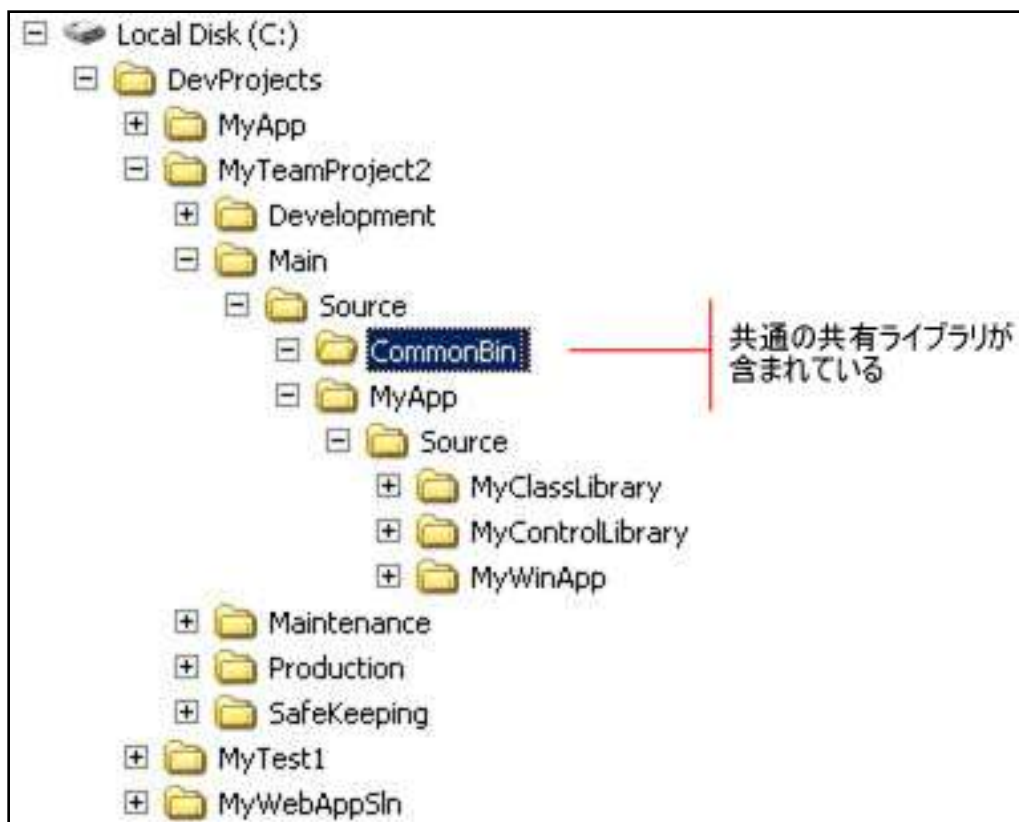 Local Disk (C:)
DevProjects
MyApp
MyTeamProject2
Development
Main
Source
CommonBin
共通の共有ライブラリが
含まれている
MyApp
Source
MyClassLibrary
MyControlLibrary
MyWinApp
Maintenance
Production
SafeKeeping
MyTest1
MyWebAppSln